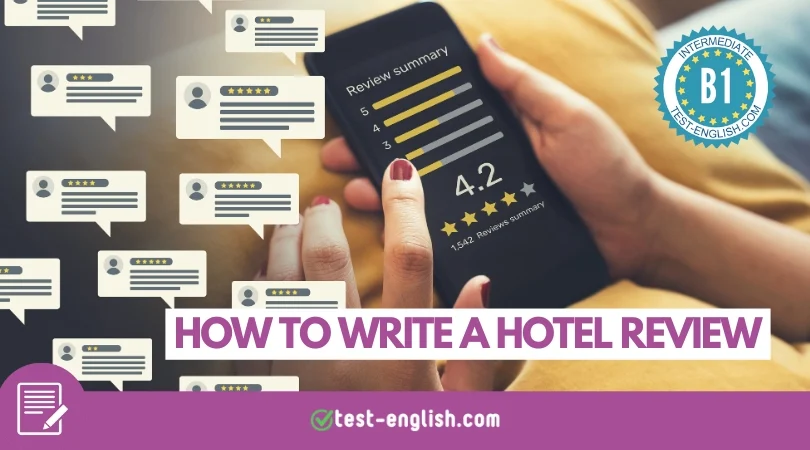 Review summary
5
4
3
4.2
1,542 Reviews summary
INTERMEDIATE
B1
TEST-ENGLISH.COM
HOW TO WRITE A HOTEL REVIEW
test-english.com